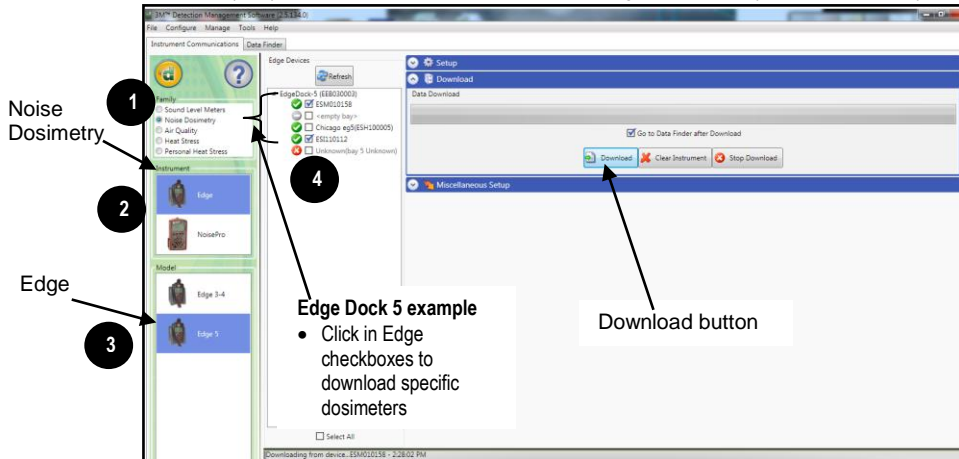 3M™ Detection Management Software (2.5.134.0)
File Configure Manage Tools Help
Instrument Communications Data Finder
Family
Sound Level Meters
Noise Dosimetry
Air Quality
Heat Stress
Personal Heat Stress
Instrument
Edge
NoisePro
Model
Edge 3-4
Edge 5
Edge Devices
Refresh
EdgeDock-5 (EEB030003)
ESM010158
<empty bay>
Chicago eg5(ESH100005)
ESI110112
Unknown(bay 5 Unknown)
Select All
Setup
Download
Data Download
Go to Data Finder after Download
Download Clear Instrument Stop Download
Miscellaneous Setup
Downloading from device...ESM010158 - 2:28:02 PM
Noise
Dosimetry
Edge
1
2
3
4
Edge Dock 5 example
• Click in Edge
checkboxes to
download specific
dosimeters
Download button